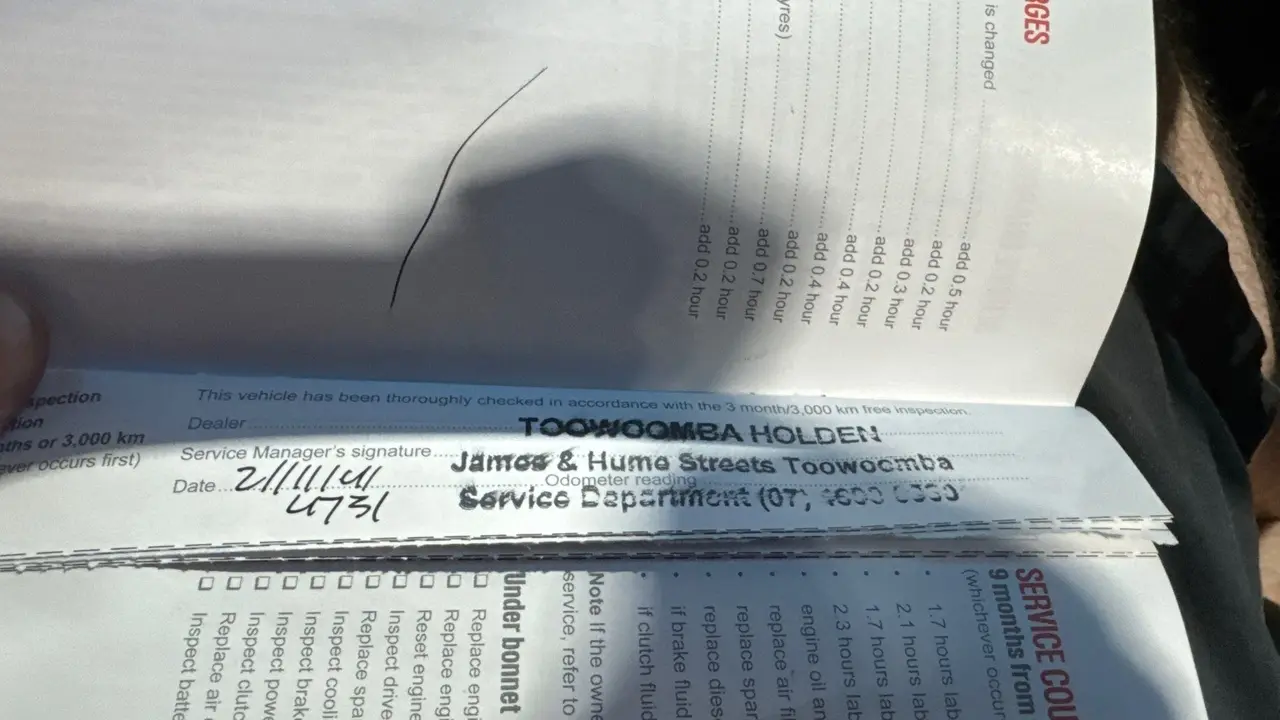 RGES
is changed
add 0.5 hour
add 0.2 hour
add 0.3 hour
add 0.2 hour
add 0.4 hour
add 0.4 hour
yres) add 0.2 hour
add 0.7 hour
add 0.2 hour
add 0.2 hour
spection
tion
nths or 3,000 km
ever occurs first)
This vehicle has been thoroughly checked in accordance with the 3 month/3,000 km free inspection.
Dealer TOOWOOMBA HOLDEN
Service Manager's signature James & Hume Streets Toowoomba
Date Odometer reading
4731 Service Department (07)
SERVICE COU
9 months from
(whichever occur
• 1.7 hours lab
• 2.1 hours lab
• 1.7 hours lab
• 2.3 hours lab
engine oil an
• replace air fi
• replace spar
• replace dies
• if brake fluid
• if clutch fluid
Note If the owne
service, refer to
Under bonnet
□ Replace engi
□ Replace engi
□ Reset engine
□ Inspect drive
□ Replace spa
□ Inspect cooli
□ Inspect brak
□ Inspect pow
□ Inspect clutc
□ Replace air
□ Inspect batte